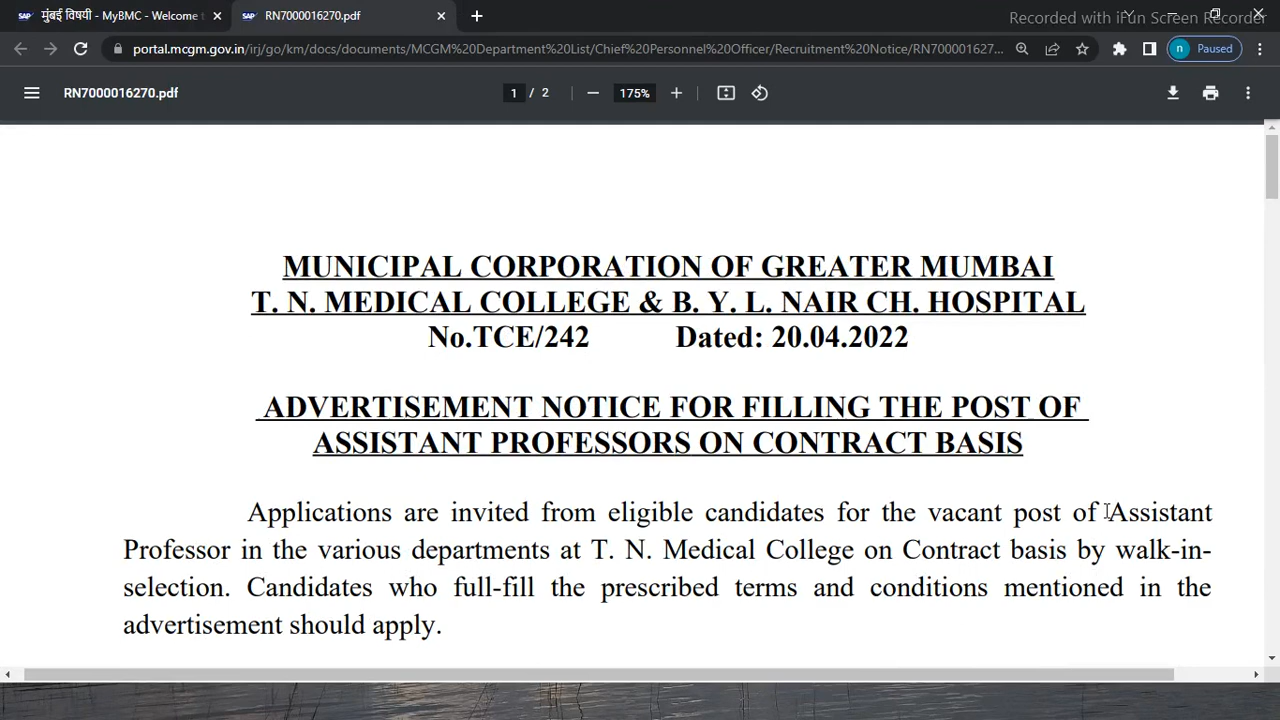 मुंबई विषयी - MyBMC - Welcome t
RN7000016270.pdf
Recorded with iFun Screen Recorder
portal.mcgm.gov.in/irj/go/km/docs/documents/MCGM%20Department%20List/Chief%20Personnel%20Officer/Recruitment%20Notice/RN700001627...
n Paused
RN7000016270.pdf
1 / 2
175%
MUNICIPAL CORPORATION OF GREATER MUMBAI
T. N. MEDICAL COLLEGE & B. Y. L. NAIR CH. HOSPITAL
No.TCE/242 Dated: 20.04.2022
ADVERTISEMENT NOTICE FOR FILLING THE POST OF
ASSISTANT PROFESSORS ON CONTRACT BASIS
Applications are invited from eligible candidates for the vacant post of Assistant
Professor in the various departments at T. N. Medical College on Contract basis by walk-in-
selection. Candidates who full-fill the prescribed terms and conditions mentioned in the
advertisement should apply.